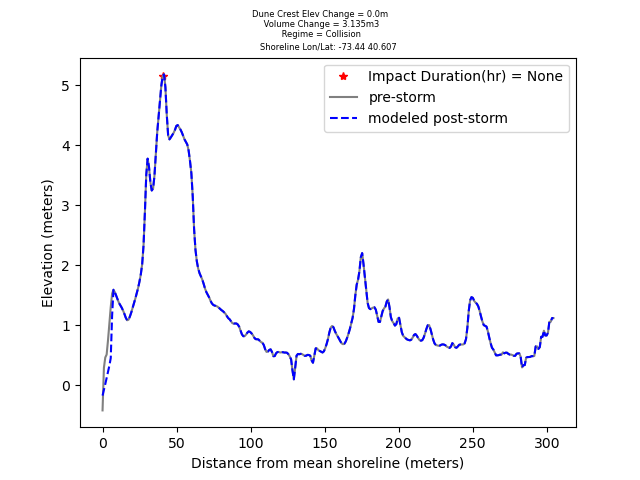 Dune Crest Elev Change = 0.0m
Volume Change = 3.135m3
Regime = Collision
Shoreline Lon/Lat: -73.44 40.607
Impact Duration(hr) = None
pre-storm
modeled post-storm
5
4
3
2
1
0
Elevation (meters)
0 50 100 150 200 250 300
Distance from mean shoreline (meters)